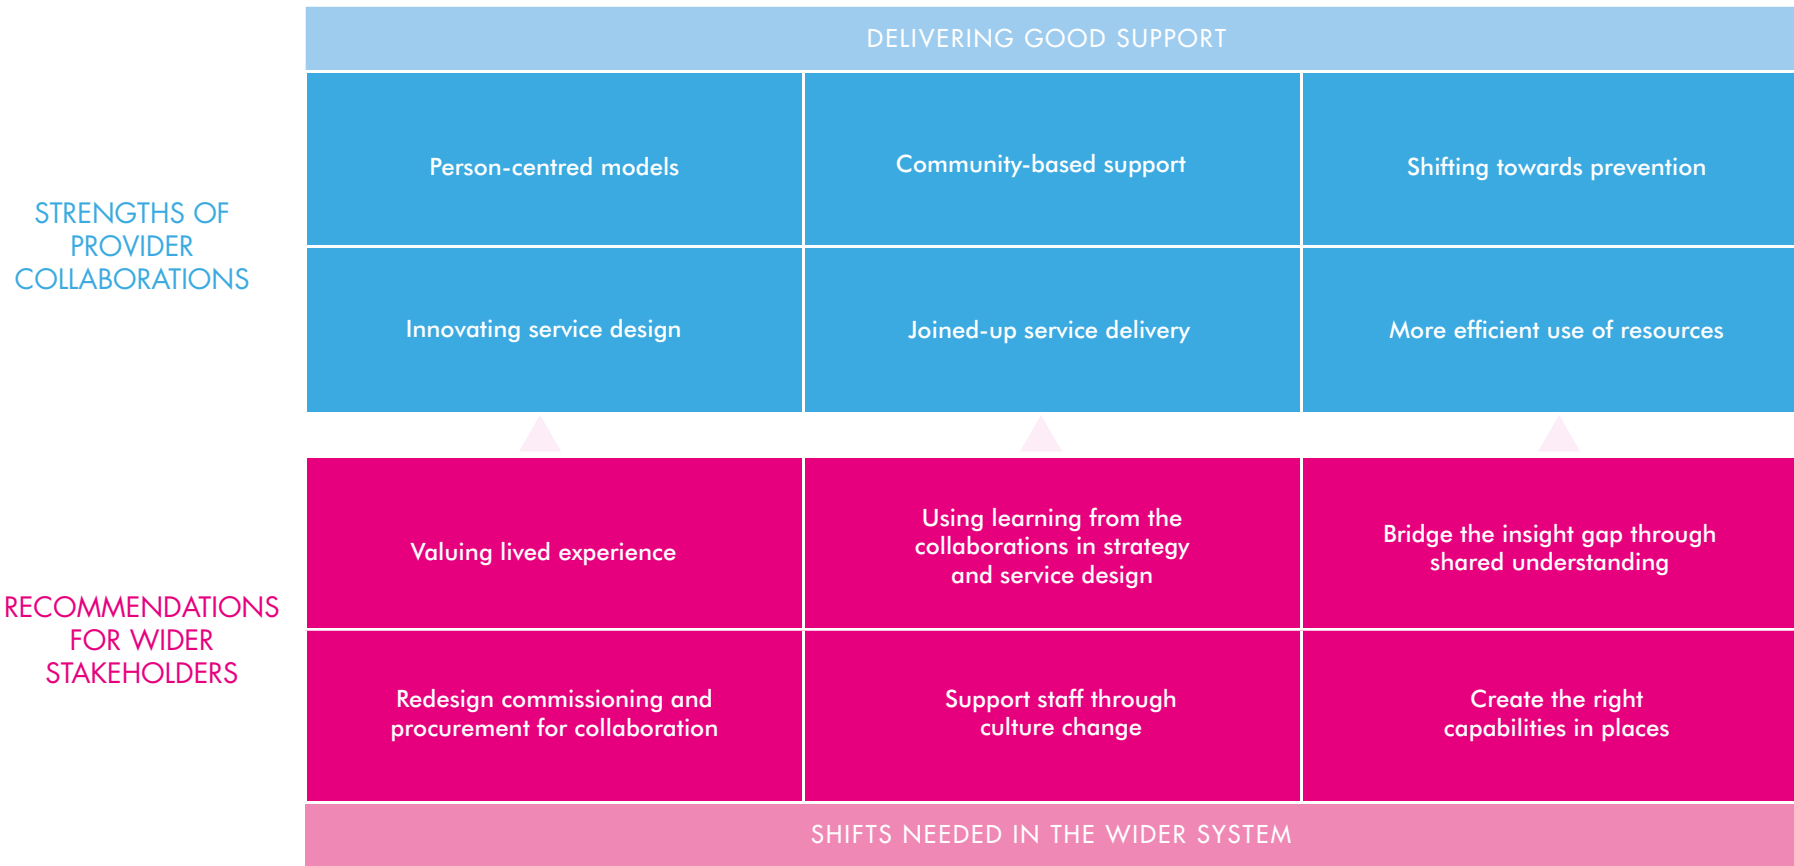 DELIVERING GOOD SUPPORT
STRENGTHS OF
PROVIDER
COLLABORATIONS
Person-centred models
Community-based support
Shifting towards prevention
Innovating service design
Joined-up service delivery
More efficient use of resources
RECOMMENDATIONS
FOR WIDER
STAKEHOLDERS
Valuing lived experience
Using learning from the
collaborations in strategy
and service design
Bridge the insight gap through
shared understanding
Redesign commissioning and
procurement for collaboration
Support staff through
culture change
Create the right
capabilities in places
SHIFTS NEEDED IN THE WIDER SYSTEM